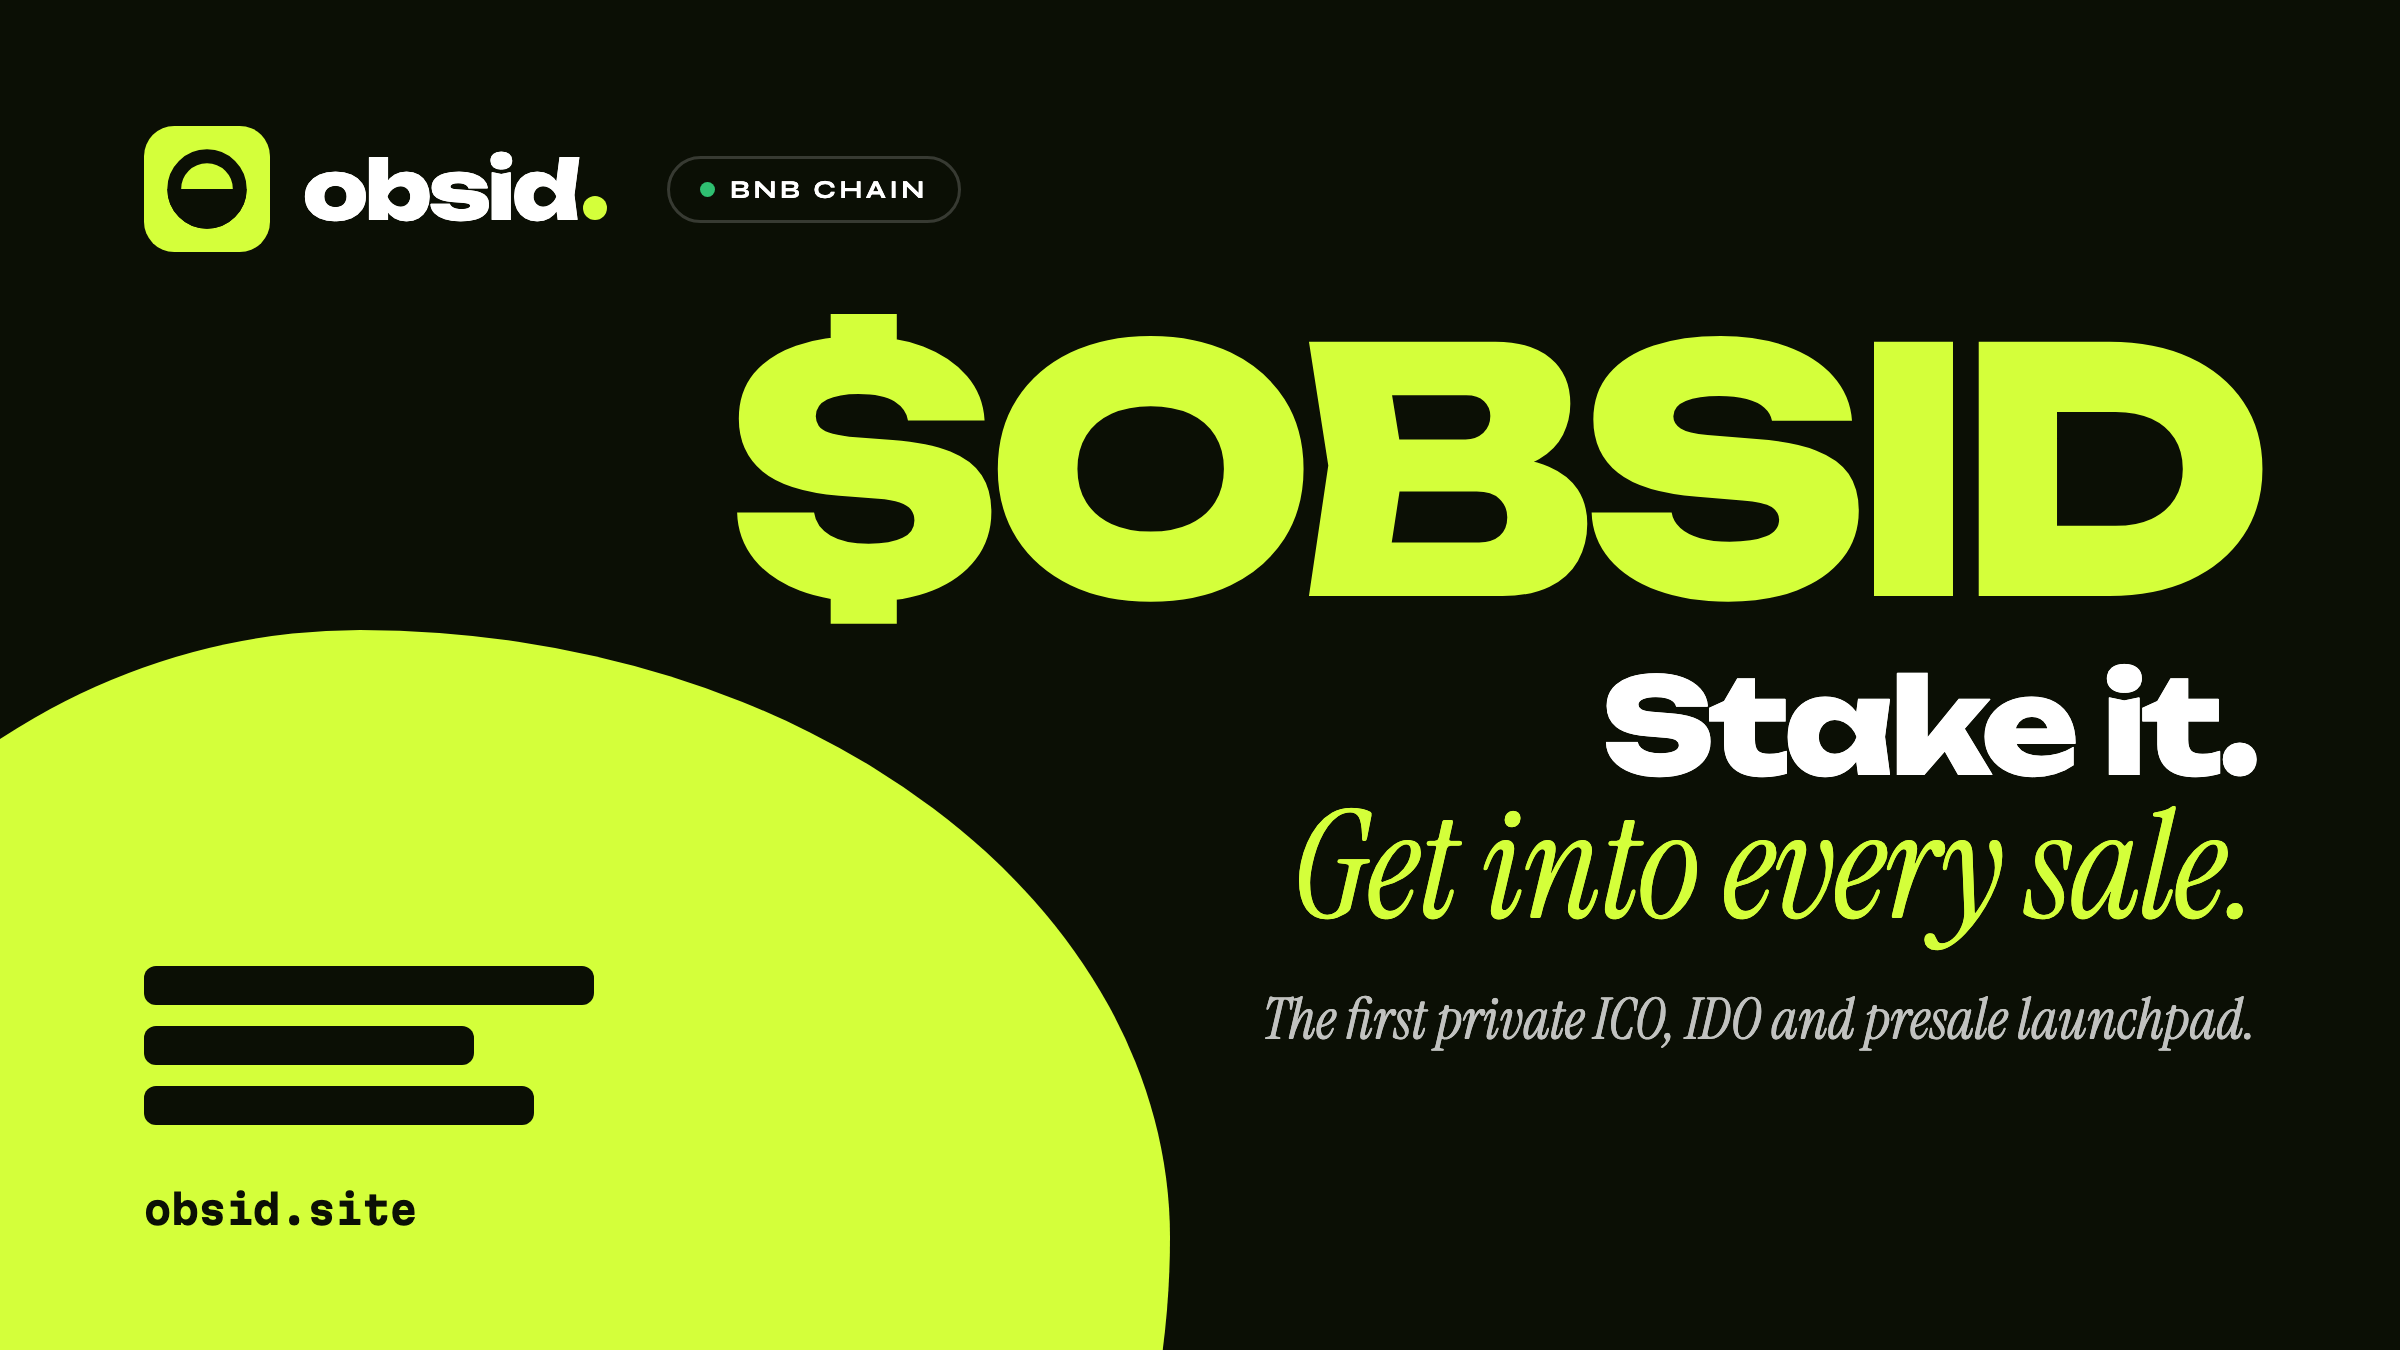 obsid.
BNB CHAIN
$OBSID
Stake it.
Get into every sale.
The first private ICO, IDO and presale launchpad.
obsid.site